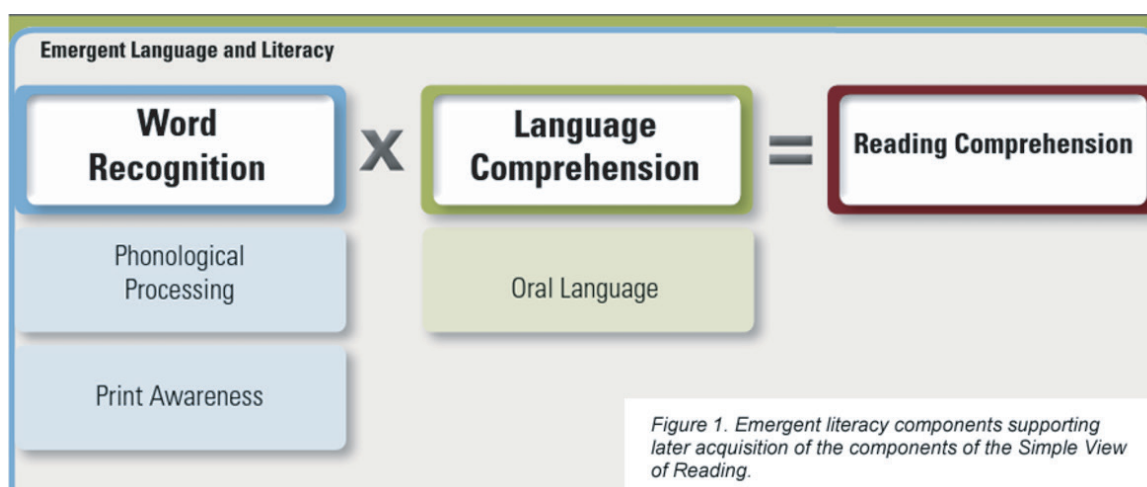 Emergent Language and Literacy
Word
Recognition
x
Language
Comprehension
=
Reading Comprehension
Phonological
Processing
Oral Language
Print Awareness
Figure 1. Emergent literacy components supporting
later acquisition of the components of the Simple View
of Reading.